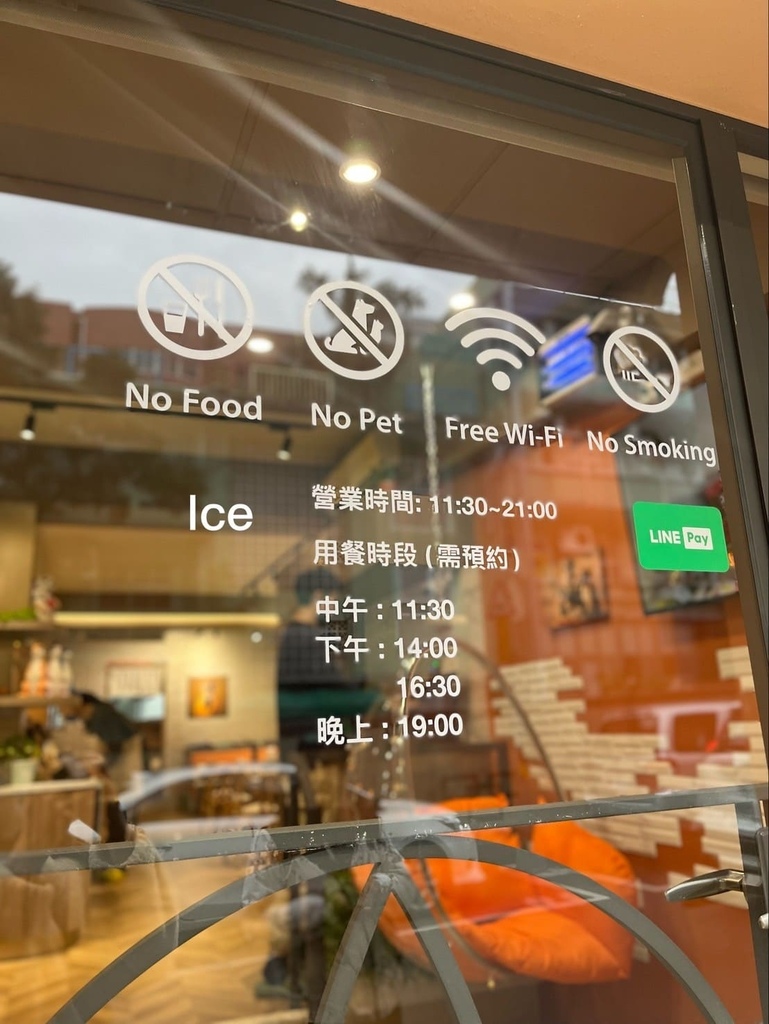 No Food
No Pet
Free Wi-Fi
No Smoking
Ice
營業時間: 11:30~21:00
LINE Pay
用餐時段 (需預約)
中午 : 11:30
下午 : 14:00
16:30
晚上 : 19:00